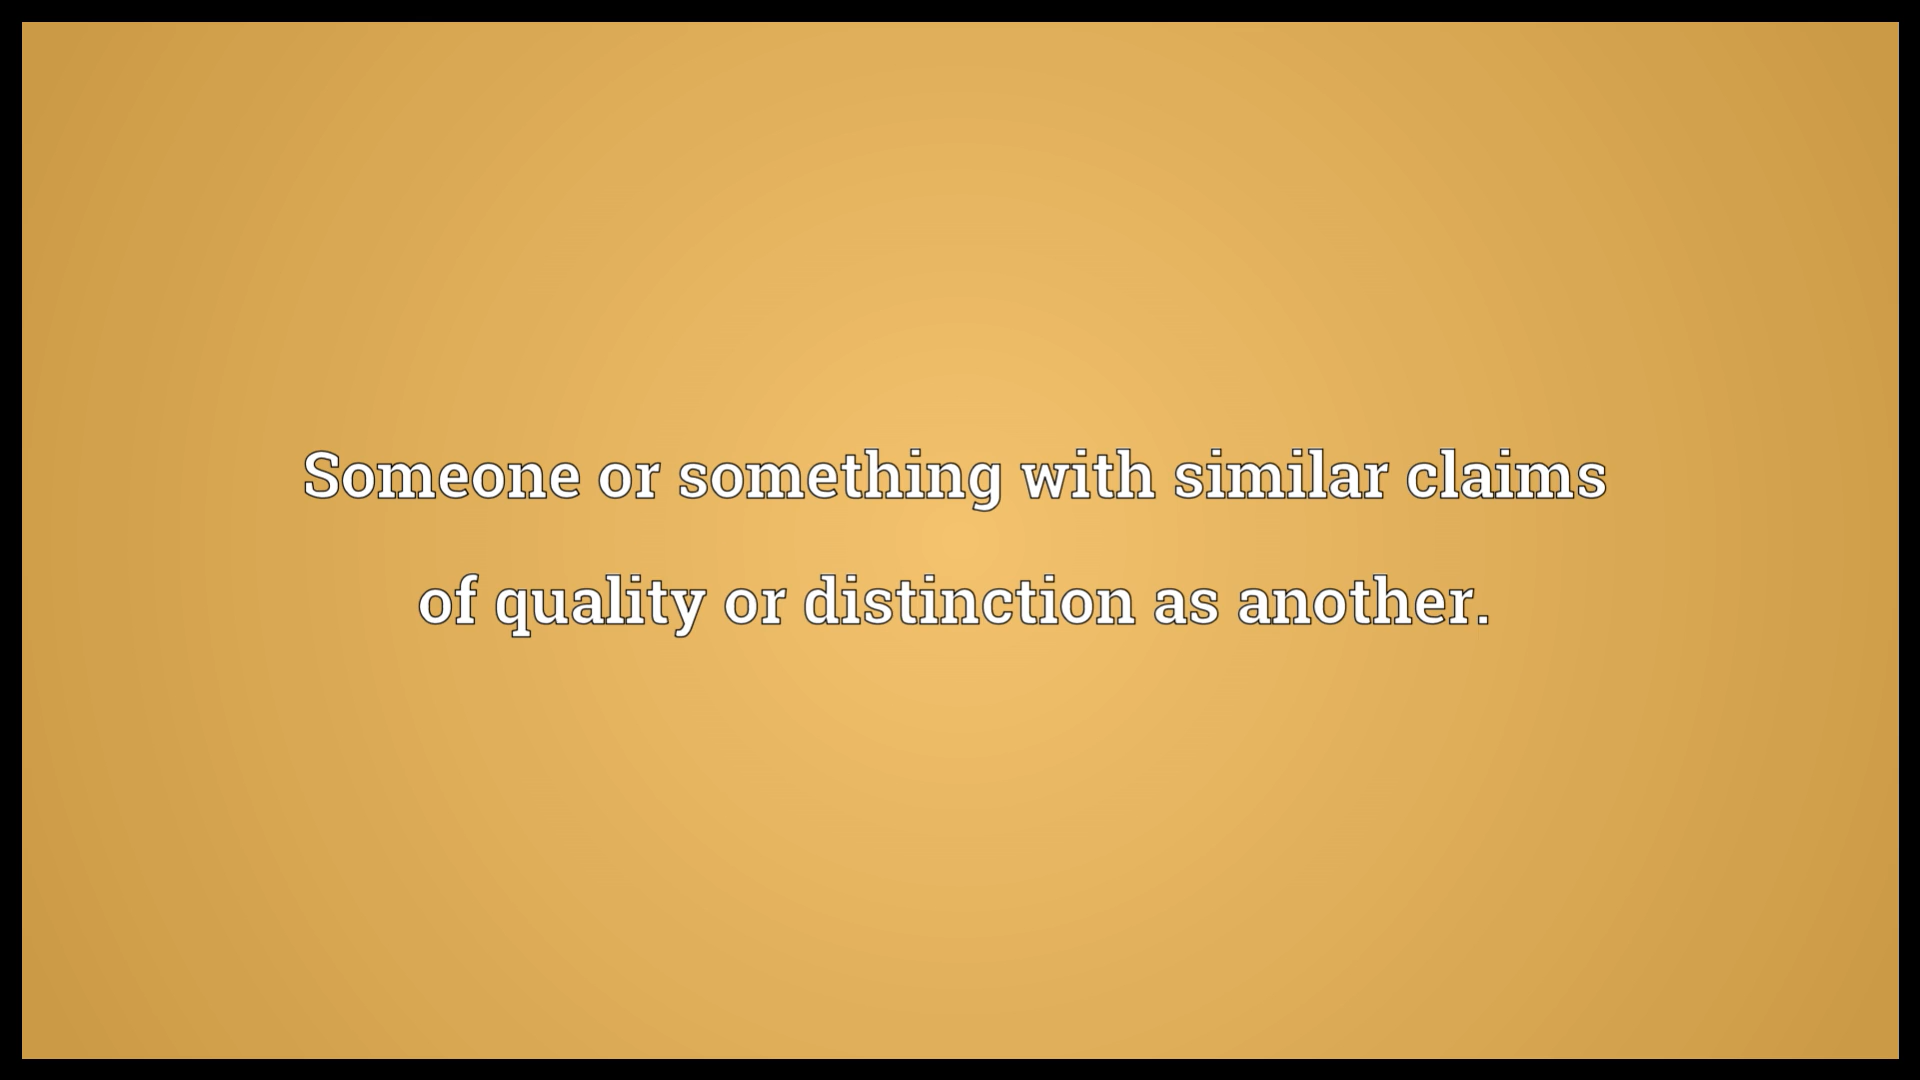 Someone or something with similar claims
of quality or distinction as another.